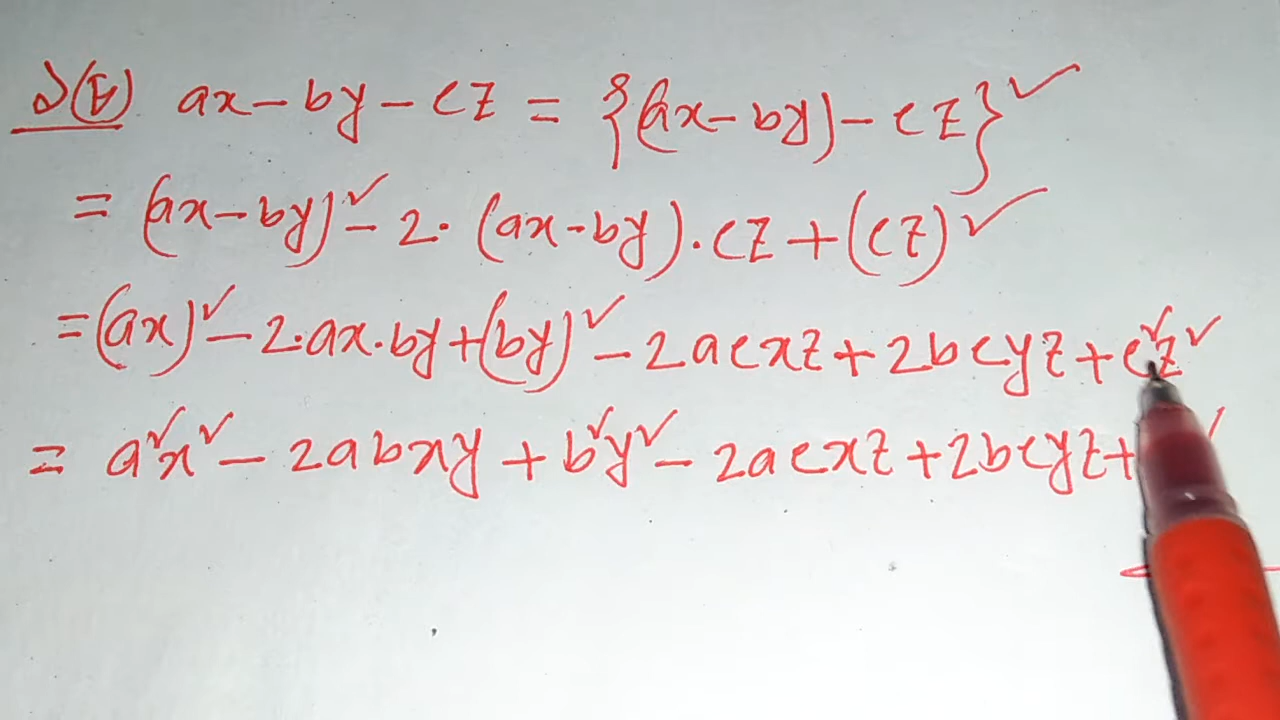 ১(ঢ) ax-by-cz = {(ax-by)-cz}²
= (ax-by)² - 2.(ax-by).cz+(cz)²
=(ax)²-2.ax.by+(by)²-2acxz+2bcyz+c²z²
= a²x²-2abxy+b²y²-2acxz+2bcyz+